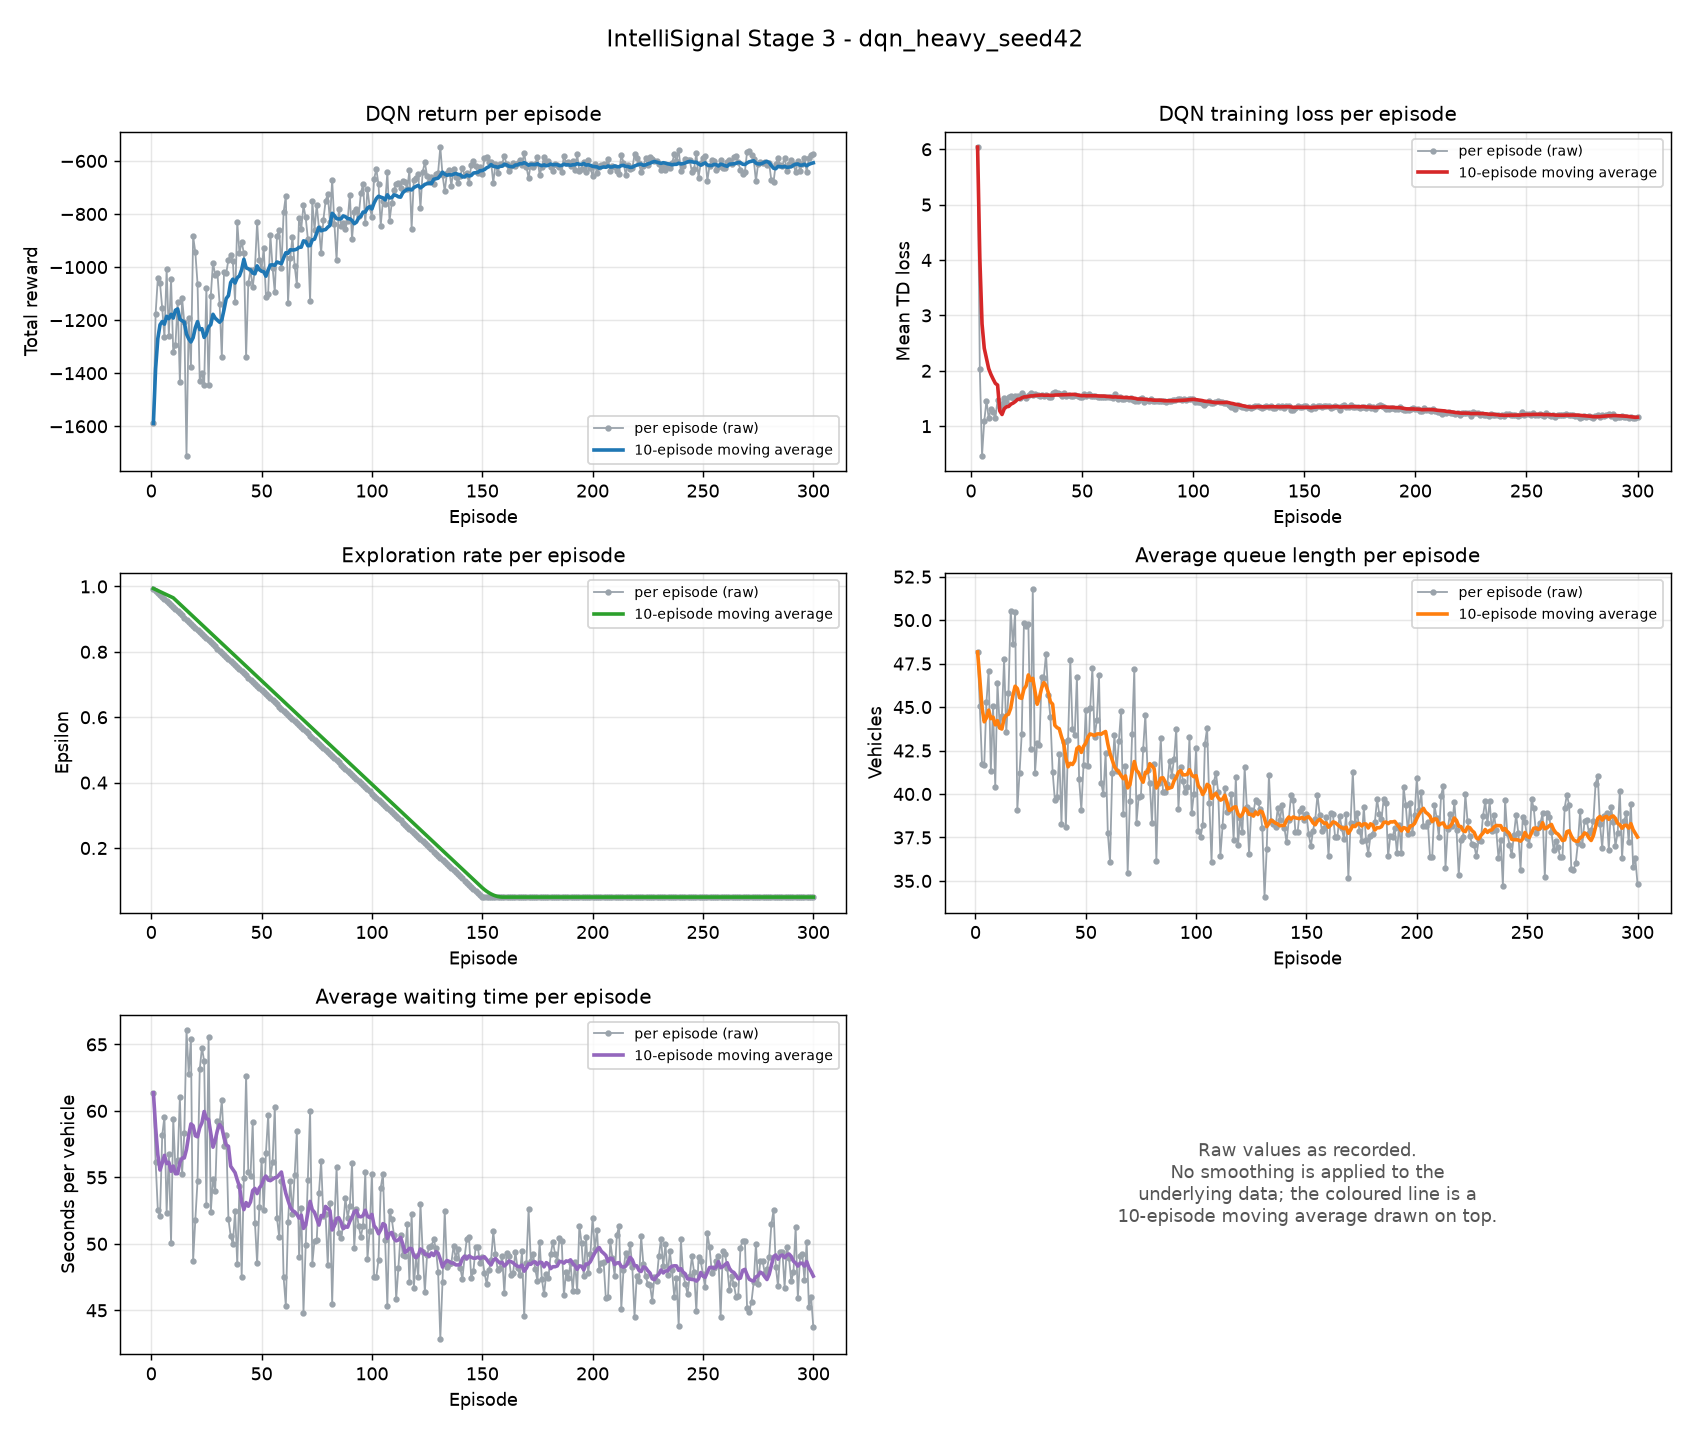 IntelliSignal Stage 3 - dqn_heavy_seed42
DQN return per episode
Total reward
−600
−800
−1000
−1200
−1400
−1600
0 50 100 150 200 250 300
Episode
per episode (raw)
10-episode moving average
DQN training loss per episode
Mean TD loss
6
5
4
3
2
1
0 50 100 150 200 250 300
Episode
per episode (raw)
10-episode moving average
Exploration rate per episode
Epsilon
1.0
0.8
0.6
0.4
0.2
0 50 100 150 200 250 300
Episode
per episode (raw)
10-episode moving average
Average queue length per episode
Vehicles
52.5
50.0
47.5
45.0
42.5
40.0
37.5
35.0
0 50 100 150 200 250 300
Episode
per episode (raw)
10-episode moving average
Average waiting time per episode
Seconds per vehicle
65
60
55
50
45
0 50 100 150 200 250 300
Episode
per episode (raw)
10-episode moving average
Raw values as recorded.
No smoothing is applied to the
underlying data; the coloured line is a
10-episode moving average drawn on top.